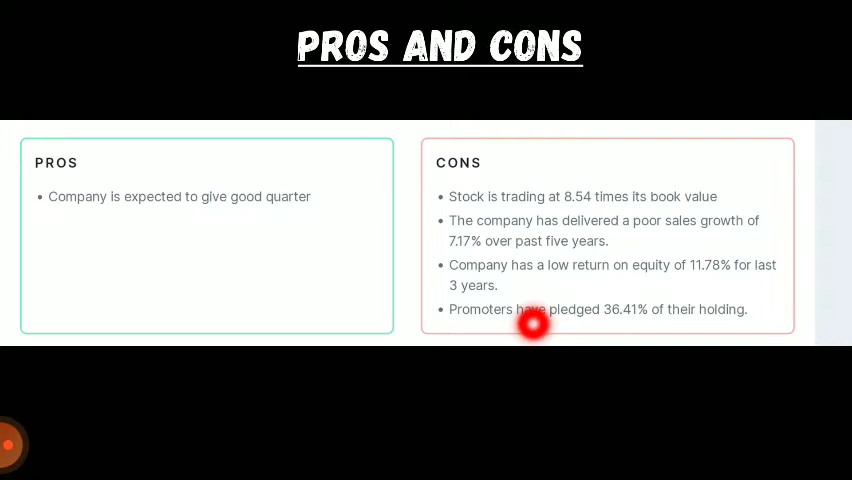 PROS AND CONS
PROS
• Company is expected to give good quarter
CONS
• Stock is trading at 8.54 times its book value
• The company has delivered a poor sales growth of
7.17% over past five years.
• Company has a low return on equity of 11.78% for last
3 years.
• Promoters have pledged 36.41% of their holding.